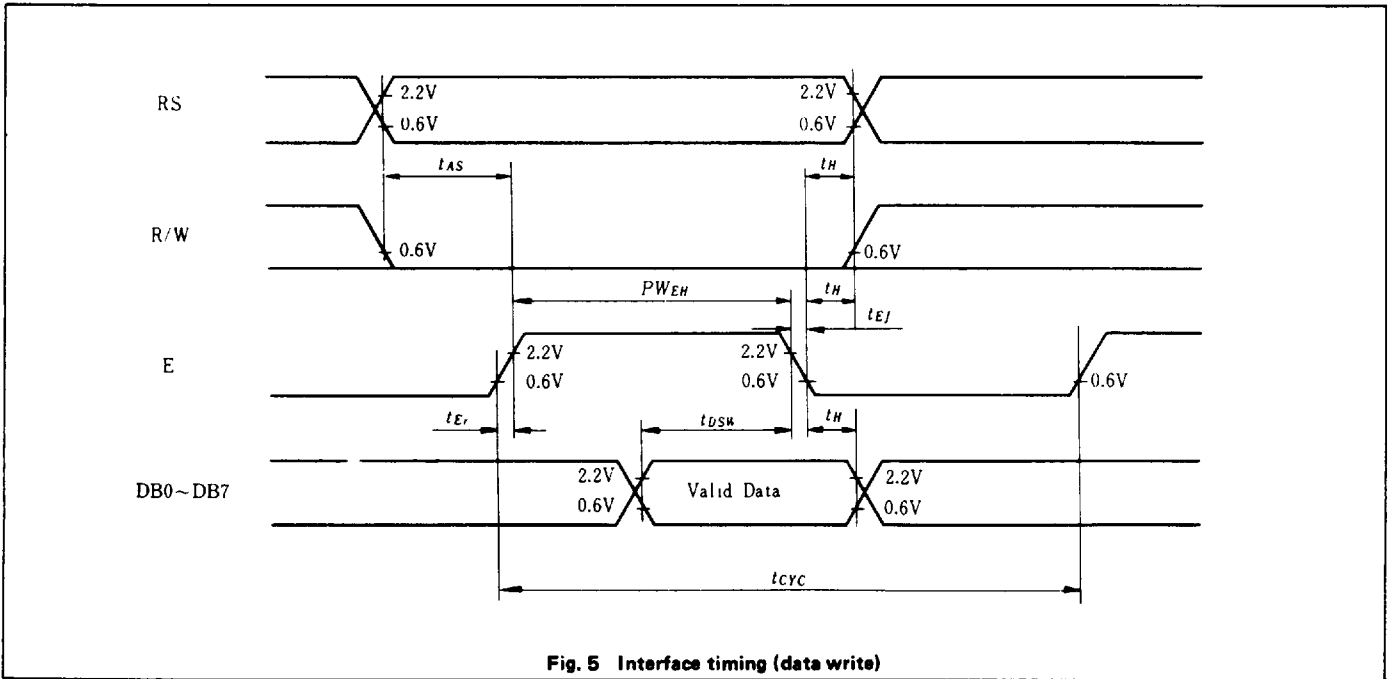 RS
2.2V
0.6V
2.2V
0.6V
tAS
tH
R/W
0.6V
0.6V
PWEH
tH
tEf
E
2.2V
0.6V
2.2V
0.6V
0.6V
tEr
tDSW
tH
DB0~DB7
2.2V
0.6V
Valid Data
2.2V
0.6V
tCYC
Fig. 5 Interface timing (data write)